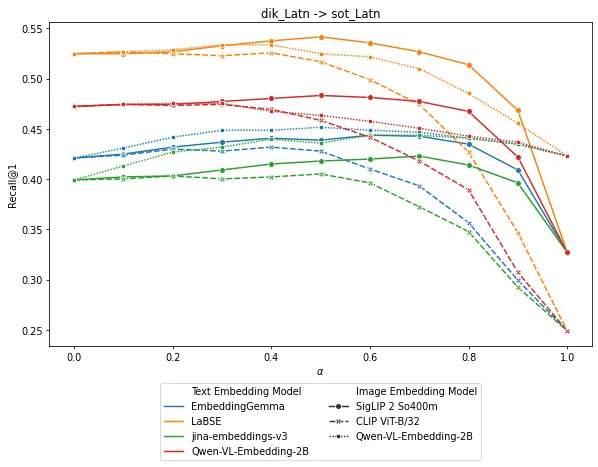 dik_Latn -> sot_Latn
Recall@1
0.55
0.50
0.45
0.40
0.35
0.30
0.25
0.0 0.2 0.4 0.6 0.8 1.0
α
Text Embedding Model
EmbeddingGemma
LaBSE
jina-embeddings-v3
Qwen-VL-Embedding-2B
Image Embedding Model
SigLIP 2 So400m
CLIP ViT-B/32
Qwen-VL-Embedding-2B